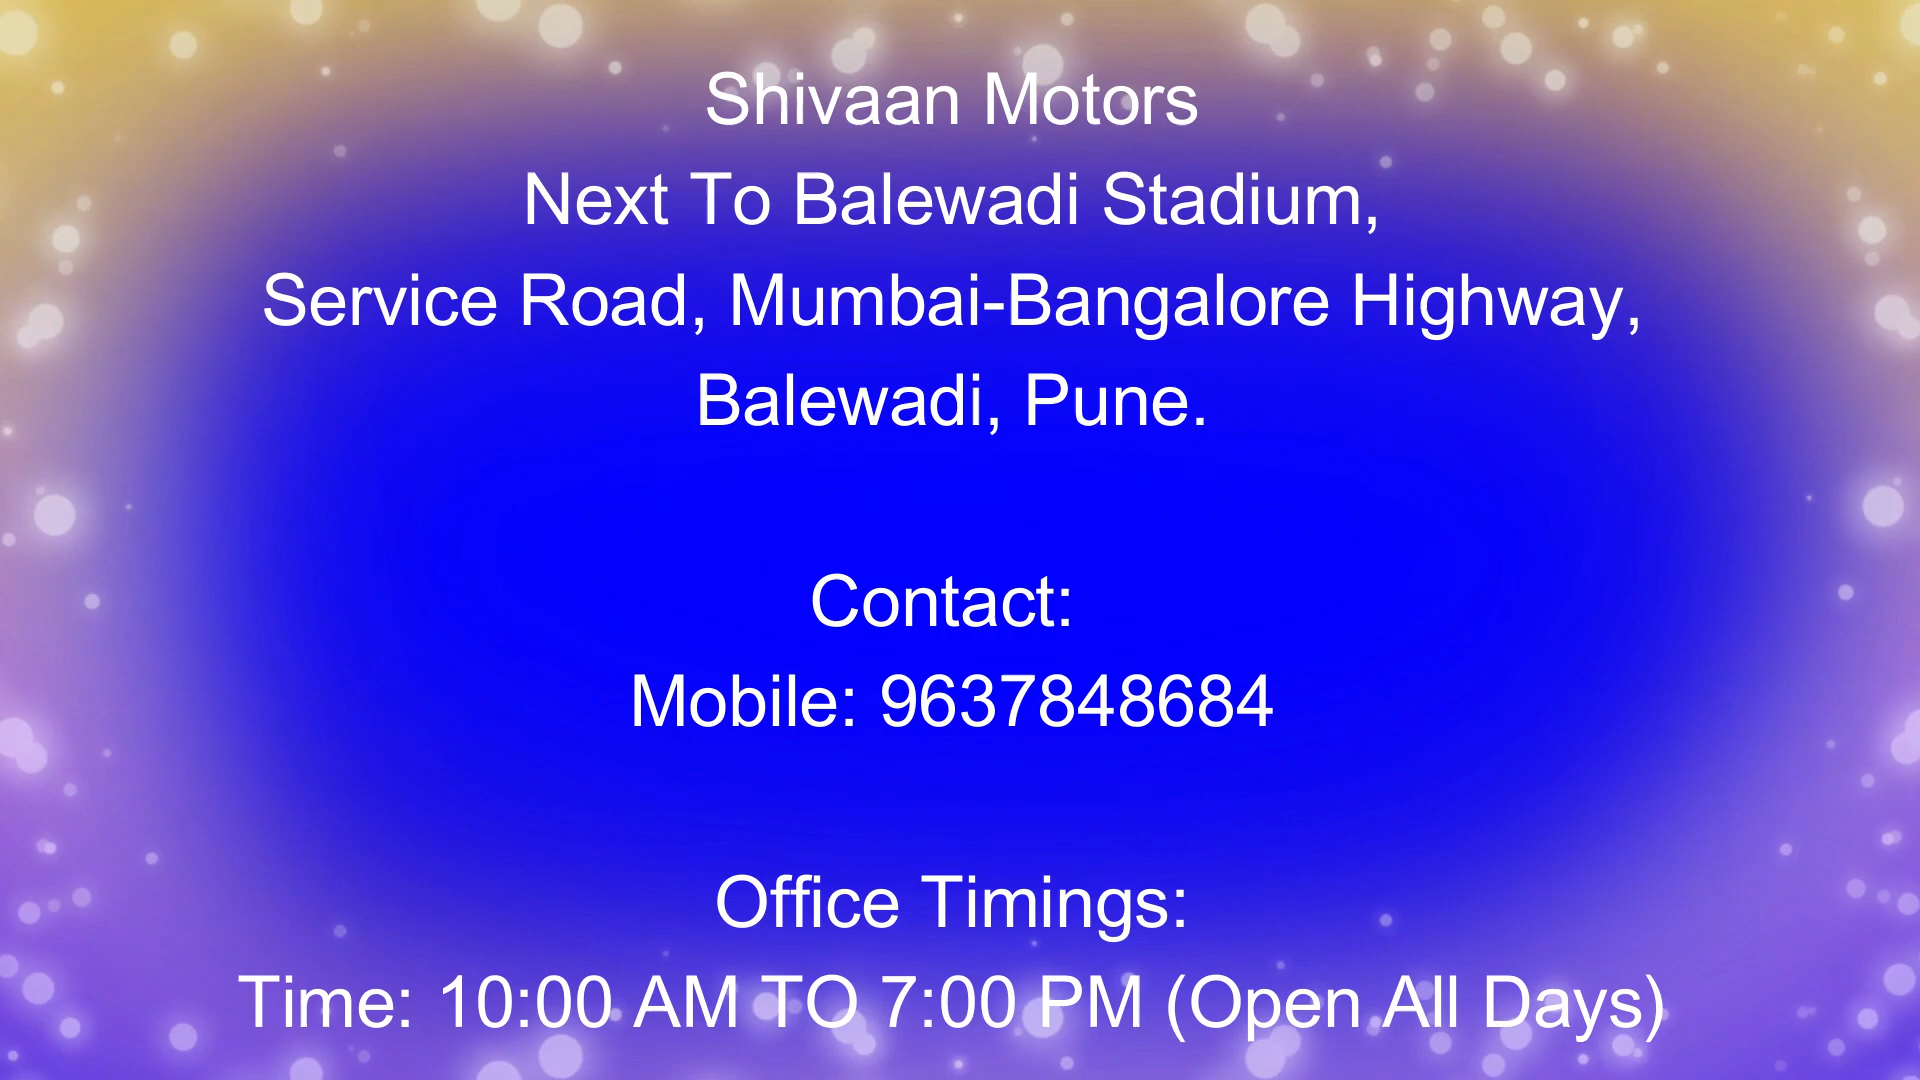 Shivaan Motors
Next To Balewadi Stadium,
Service Road, Mumbai-Bangalore Highway,
Balewadi, Pune.
Contact:
Mobile: 9637848684
Office Timings:
Time: 10:00 AM TO 7:00 PM (Open All Days)